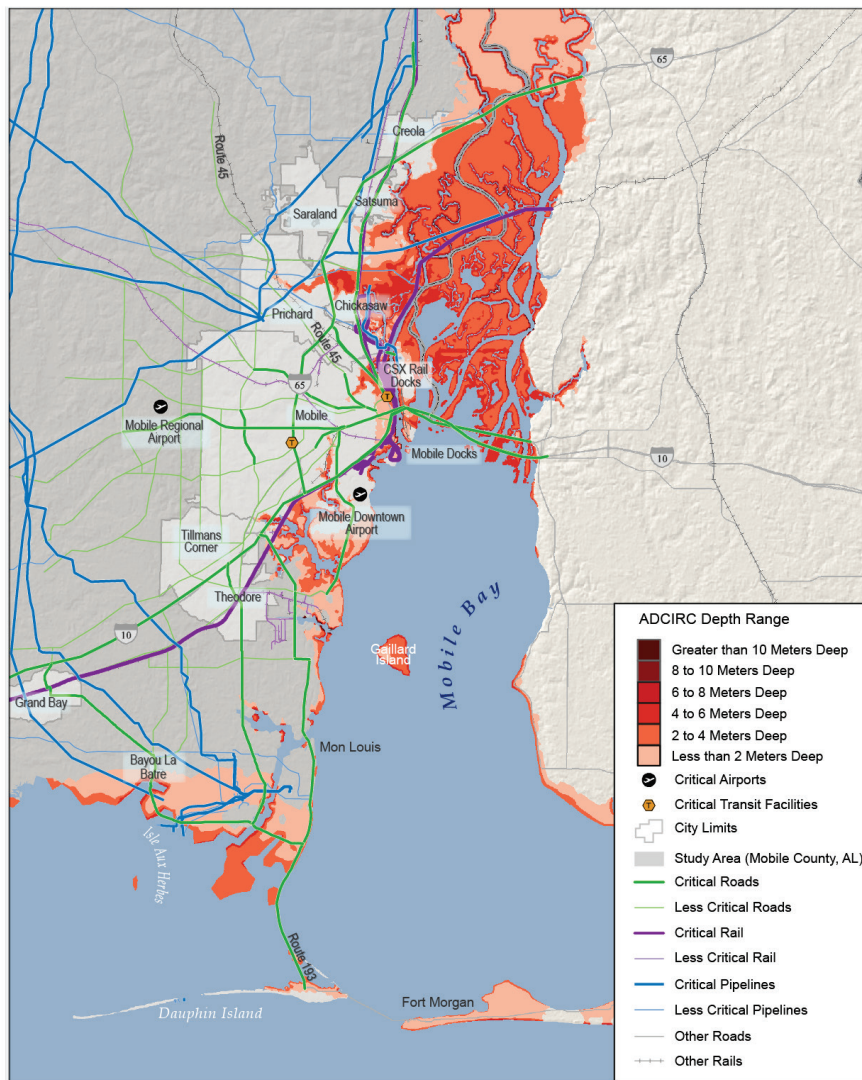 65
Route 45
Creola
Satsuma
Saraland
Chickasaw
Prichard
Route 45
CSX Rail
Docks
T
65
Mobile
Mobile Regional
Airport
T
Mobile Docks
10
Mobile Downtown
Airport
Tillmans
Corner
Theodore
Mobile Bay
10
Gaillard
Island
Grand Bay
Mon Louis
Bayou La
Batre
Isle Aux Herbes
Route 193
Dauphin Island
Fort Morgan
ADCIRC Depth Range
Greater than 10 Meters Deep
8 to 10 Meters Deep
6 to 8 Meters Deep
4 to 6 Meters Deep
2 to 4 Meters Deep
Less than 2 Meters Deep
Critical Airports
T
Critical Transit Facilities
City Limits
Study Area (Mobile County, AL)
Critical Roads
Less Critical Roads
Critical Rail
Less Critical Rail
Critical Pipelines
Less Critical Pipelines
Other Roads
Other Rails